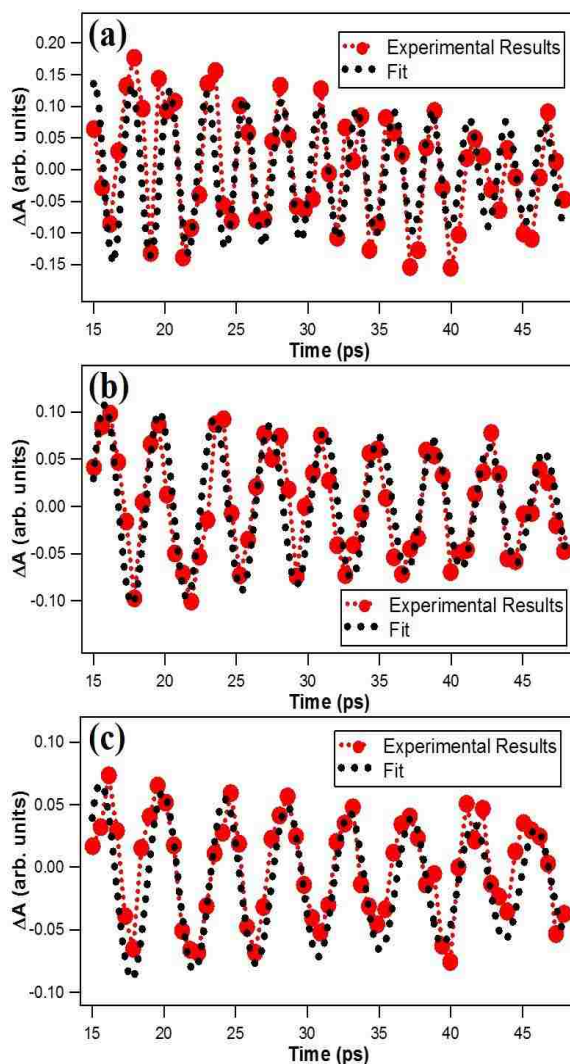 (a)
Experimental Results
Fit
0.20
0.15
0.10
0.05
0.00
-0.05
-0.10
-0.15
ΔA (arb. units)
15 20 25 30 35 40 45
Time (ps)
(b)
0.10
0.05
0.00
-0.05
-0.10
ΔA (arb. units)
Experimental Results
Fit
15 20 25 30 35 40 45
Time (ps)
(c)
Experimental Results
Fit
0.10
0.05
0.00
-0.05
-0.10
ΔA (arb. units)
15 20 25 30 35 40 45
Time (ps)